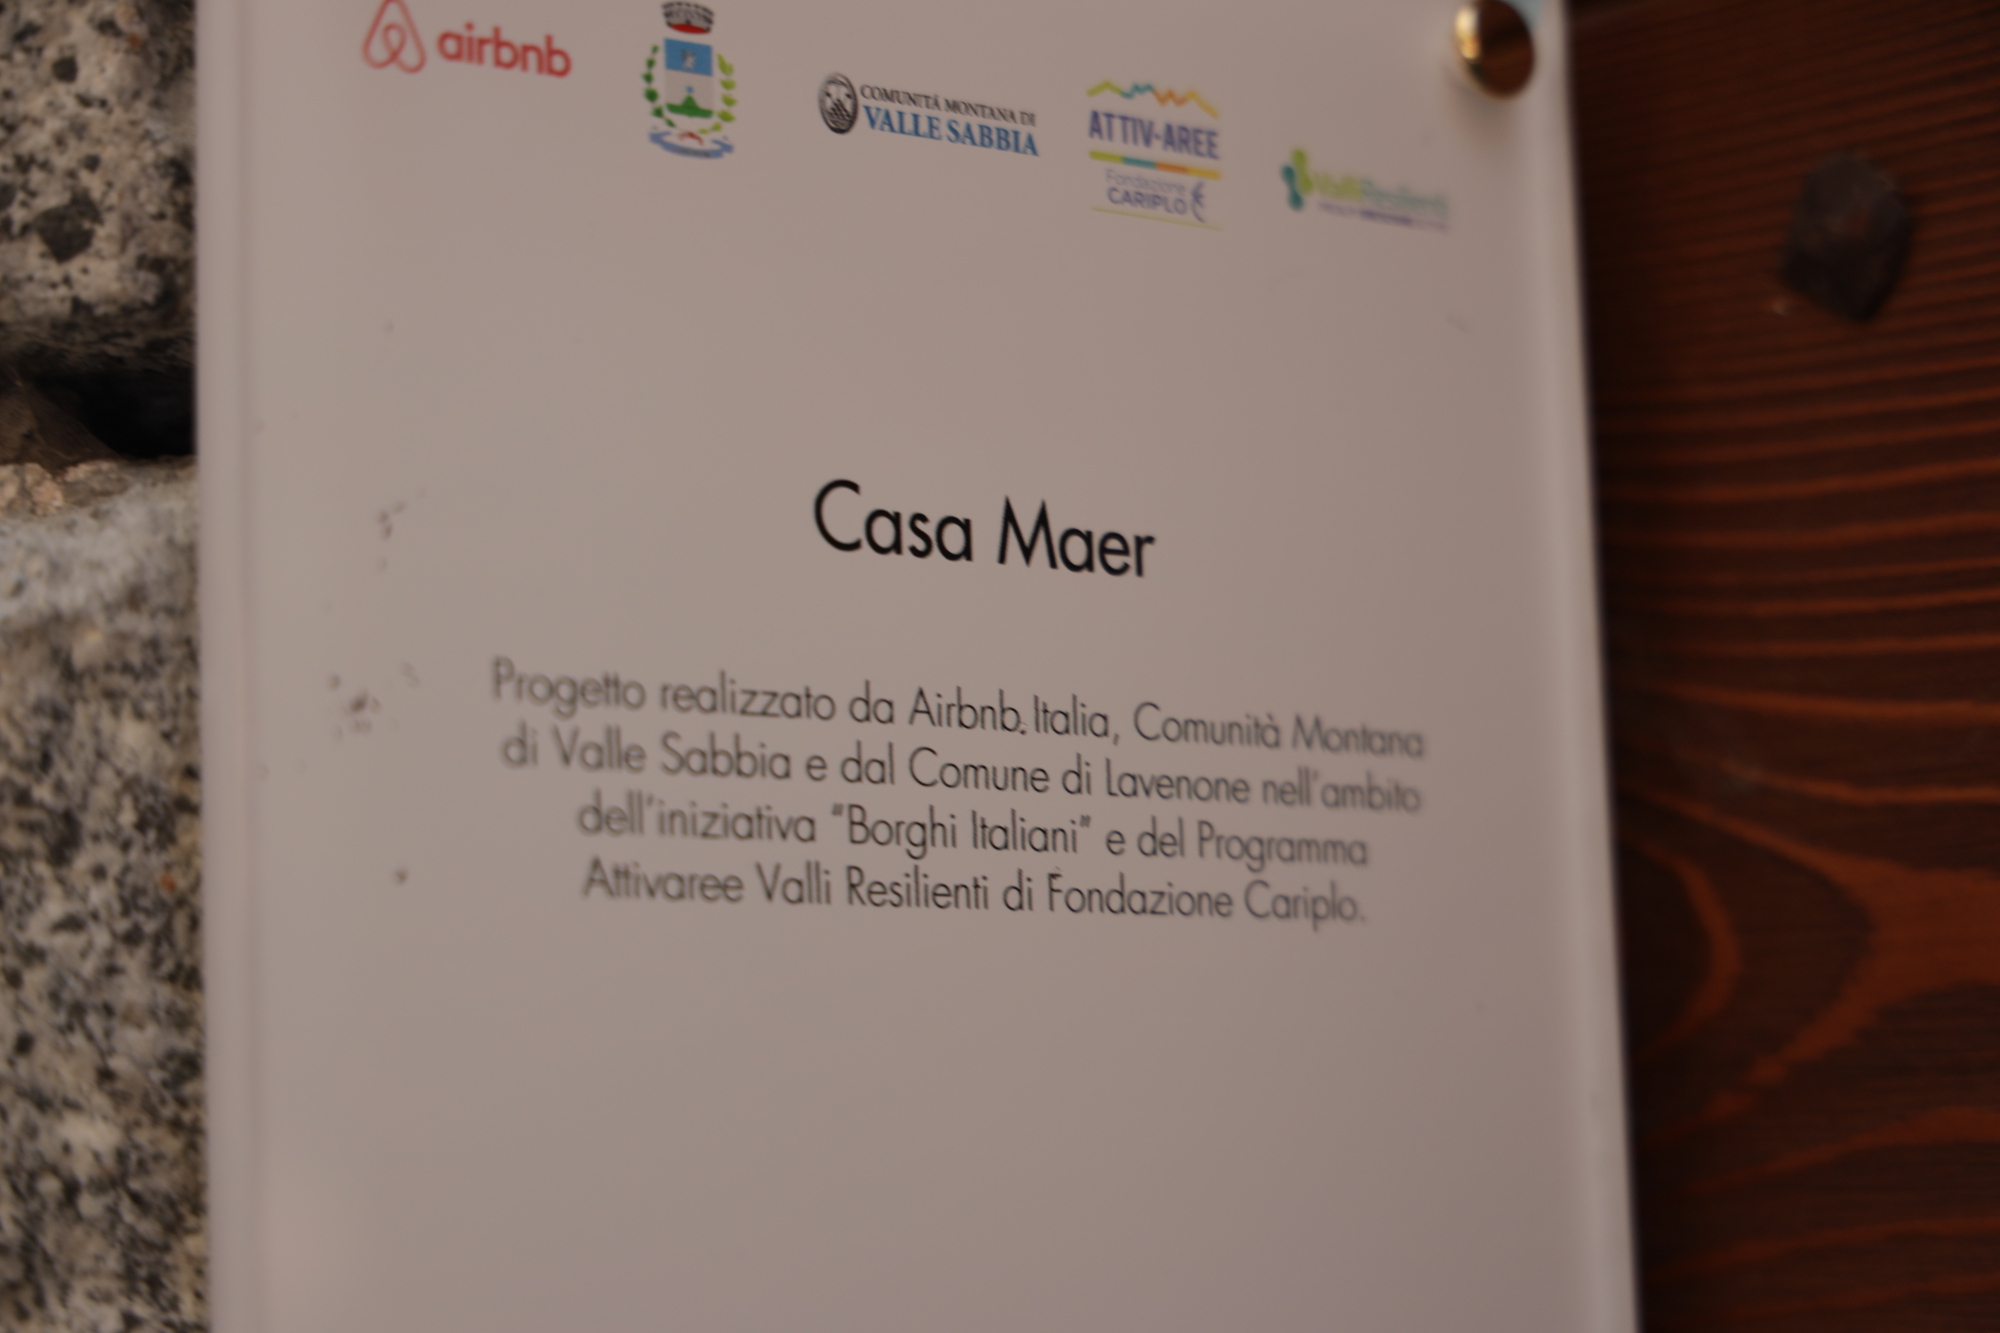 airbnb
COMUNITÀ MONTANA DI
VALLE SABBIA
ATTIV-AREE
Fondazione
CARIPLO
ValliResilienti
Casa Maer
Progetto realizzato da Airbnb. Italia, Comunità Montana
di Valle Sabbia e dal Comune di Lavenone nell'ambito
dell'iniziativa "Borghi Italiani" e del Programma
Attivaree Valli Resilienti di Fondazione Cariplo.